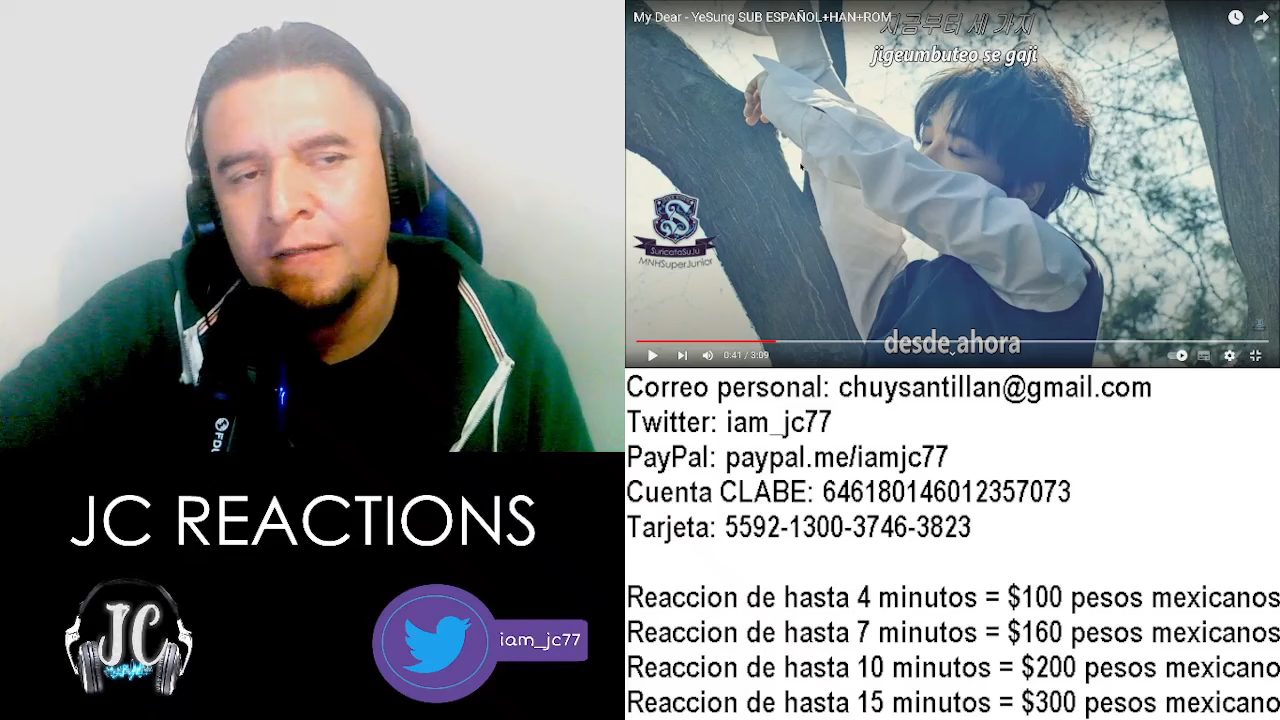 My Dear - YeSung SUB ESPAÑOL+HAN+ROM
지금부터 세 가지
jigeumbuteo se gaji
SuricataSuJu
MNHSuperJunior
desde ahora
0:41 / 3:09
Correo personal: chuysantillan@gmail.com
Twitter: iam_jc77
PayPal: paypal.me/iamjc77
Cuenta CLABE: 646180146012357073
Tarjeta: 5592-1300-3746-3823
Reaccion de hasta 4 minutos = $100 pesos mexicanos
Reaccion de hasta 7 minutos = $160 pesos mexicanos
Reaccion de hasta 10 minutos = $200 pesos mexicano
Reaccion de hasta 15 minutos = $300 pesos mexicano
JC REACTIONS
JC
iam_jc77